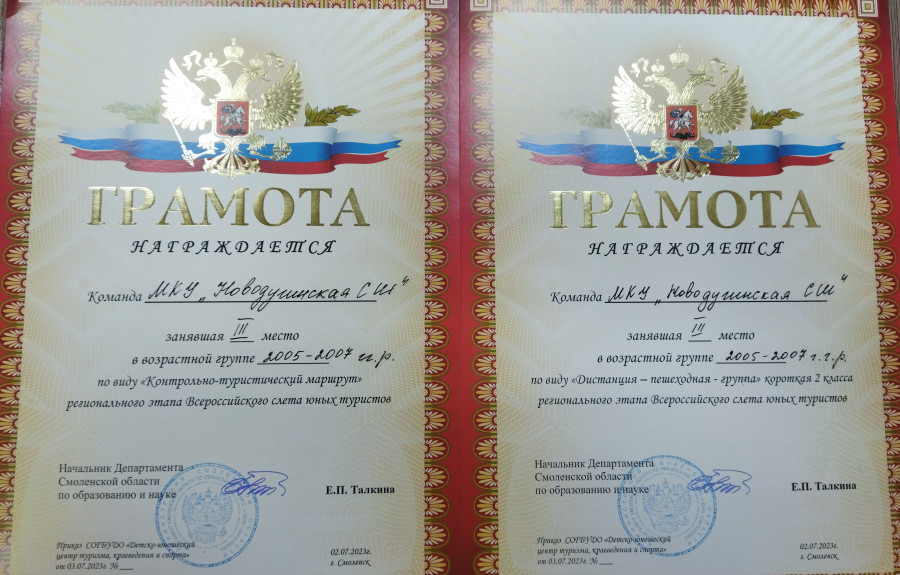 ГРАМОТА
НАГРАЖДАЕТСЯ
Команда МКУ „Новодугинская СШ“
занявшая III место
в возрастной группе 2005-2007 гг.р.
по виду «Контрольно-туристический маршрут»
регионального этапа Всероссийского слета юных туристов
Начальник Департамента
Смоленской области
по образованию и науке
Е.П. Талкина
Приказ СОГБУДО «Детско-юношеский
центр туризма, краеведения и спорта»
от 03.07.2023г. № ___
02.07.2023г.
г. Смоленск
ГРАМОТА
НАГРАЖДАЕТСЯ
Команда МКУ „Новодугинская СШ“
занявшая III место
в возрастной группе 2005-2007 г.г.р.
по виду «Дистанция – пешеходная - группа» короткая 2 класса
регионального этапа Всероссийского слета юных туристов
Начальник Департамента
Смоленской области
по образованию и науке
Е.П. Талкина
Приказ СОГБУДО «Детско-юношеский
центр туризма, краеведения и спорта»
от 03.07.2023г. № ___
02.07.2023г.
г. Смоленск